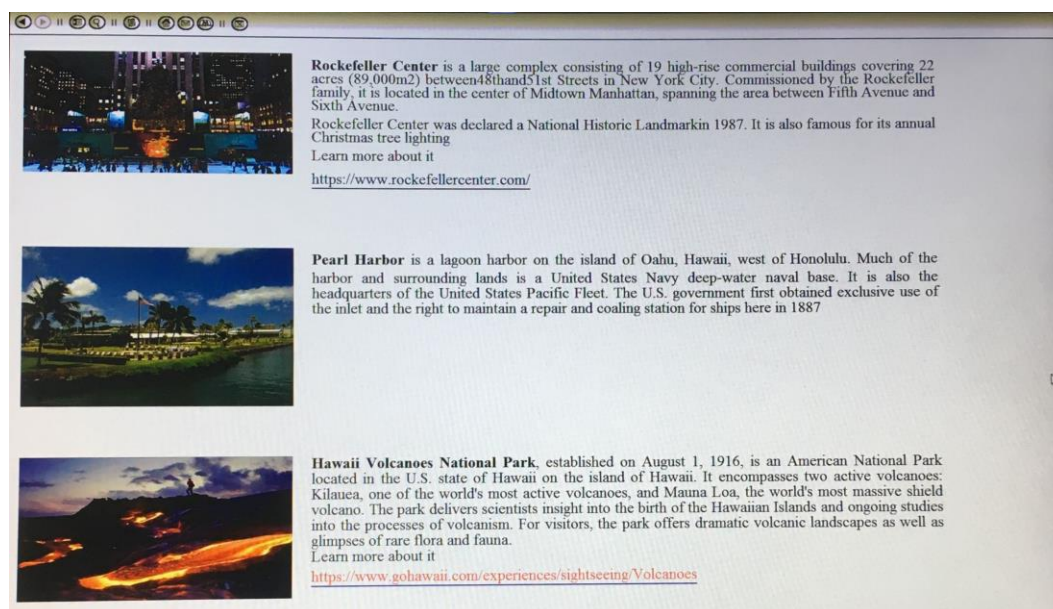 Rockefeller Center is a large complex consisting of 19 high-rise commercial buildings covering 22
acres (89,000m2) between48thand51st Streets in New York City. Commissioned by the Rockefeller
family, it is located in the center of Midtown Manhattan, spanning the area between Fifth Avenue and
Sixth Avenue.
Rockefeller Center was declared a National Historic Landmarkin 1987. It is also famous for its annual
Christmas tree lighting
Learn more about it
https://www.rockefellercenter.com/
Pearl Harbor is a lagoon harbor on the island of Oahu, Hawaii, west of Honolulu. Much of the
harbor and surrounding lands is a United States Navy deep-water naval base. It is also the
headquarters of the United States Pacific Fleet. The U.S. government first obtained exclusive use of
the inlet and the right to maintain a repair and coaling station for ships here in 1887
Hawaii Volcanoes National Park, established on August 1, 1916, is an American National Park
located in the U.S. state of Hawaii on the island of Hawaii. It encompasses two active volcanoes:
Kilauea, one of the world's most active volcanoes, and Mauna Loa, the world's most massive shield
volcano. The park delivers scientists insight into the birth of the Hawaiian Islands and ongoing studies
into the processes of volcanism. For visitors, the park offers dramatic volcanic landscapes as well as
glimpses of rare flora and fauna.
Learn more about it
https://www.gohawaii.com/experiences/sightseeing/Volcanoes